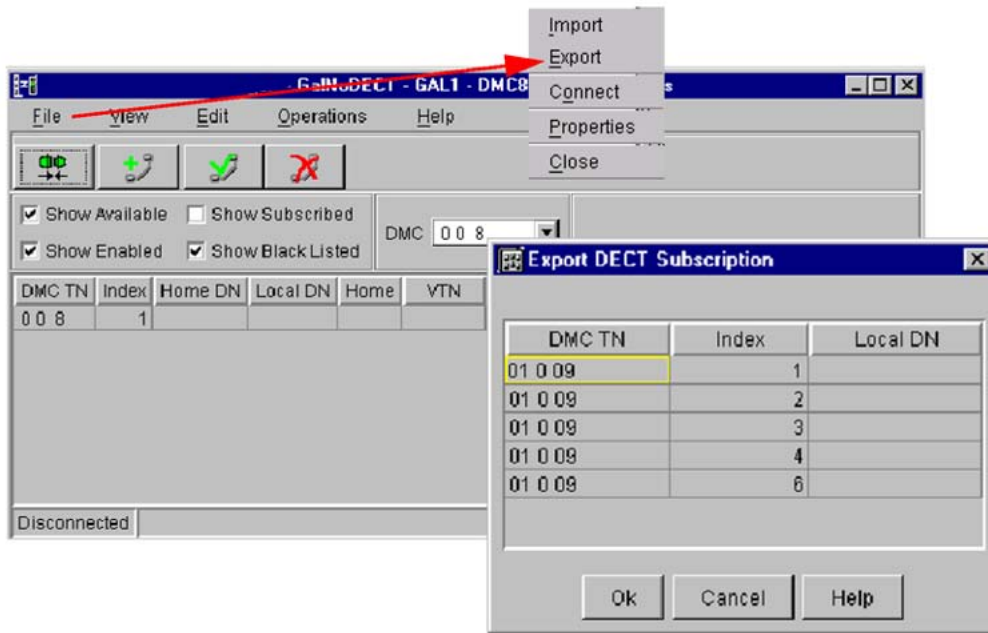 Import
Export
Connect
Properties
Close
GalNoDECT - GAL1 - DMC8
File View Edit Operations Help
Show Available Show Subscribed
DMC 0 0 8
Show Enabled Show Black Listed
DMC TN Index Home DN Local DN Home VTN
0 0 8 1
Disconnected
Export DECT Subscription
DMC TN Index Local DN
01 0 09 1
01 0 09 2
01 0 09 3
01 0 09 4
01 0 09 6
Ok Cancel Help